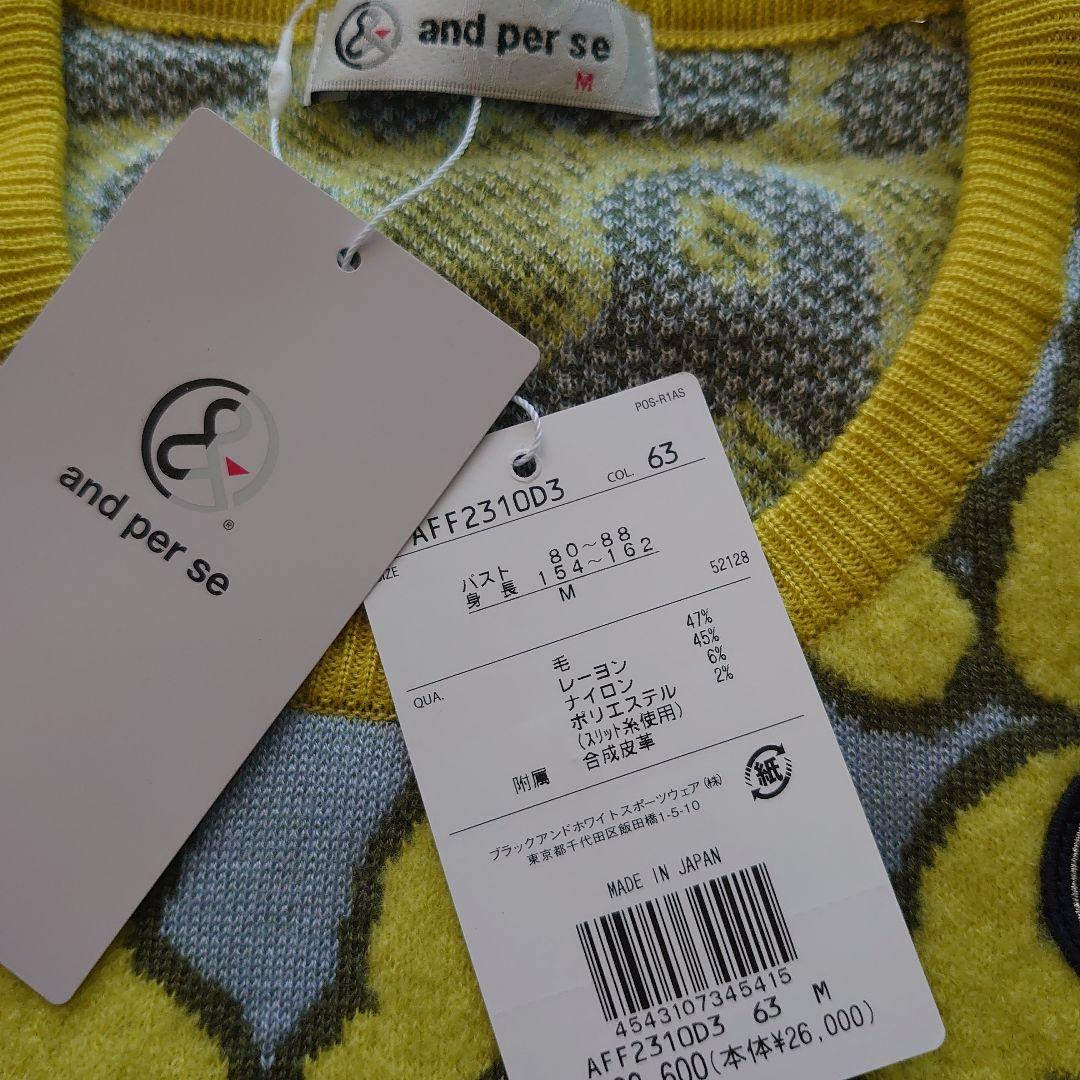 and per se
M
and per se
®
POS-R1AS
AFF2310D3 COL. 63
バスト 80~88
身長 154~162
M
52128
QUA.
毛 47%
レーヨン 45%
ナイロン 6%
ポリエステル 2%
(スリット糸使用)
附属 合成皮革
紙
ブラックアンドホワイトスポーツウェア(株)
東京都千代田区飯田橋1-5-10
MADE IN JAPAN
4543107345415
AFF2310D3 63 M
600(本体¥26,000)